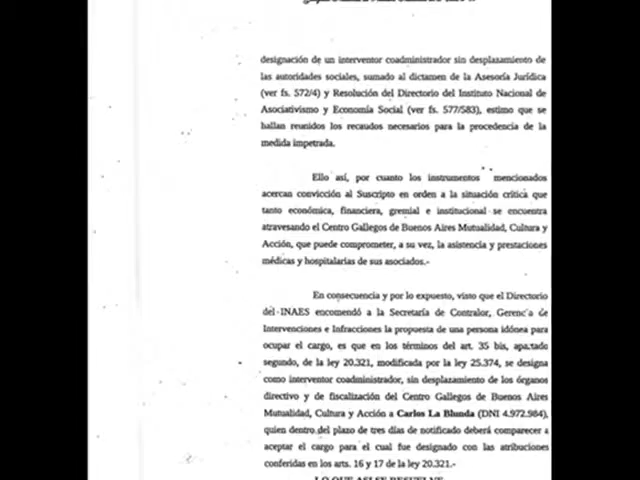 designación de un interventor coadministrador sin desplazamiento de
las autoridades sociales, sumado al dictamen de la Asesoría Jurídica
(ver fs. 572/4) y Resolución del Directorio del Instituto Nacional de
Asociativismo y Economía Social (ver fs. 577/583), estimo que se
hallan reunidos los recaudos necesarios para la procedencia de la
medida impetrada.
Ello así, por cuanto los instrumentos mencionados
acercan convicción al Suscripto en orden a la situación crítica que
tanto económica, financiera, gremial e institucional se encuentra
atravesando el Centro Gallegos de Buenos Aires Mutualidad, Cultura y
Acción, que puede comprometer, a su vez, la asistencia y prestaciones
médicas y hospitalarias de sus asociados.-
En consecuencia y por lo expuesto, visto que el Directorio
del INAES encomendó a la Secretaría de Contralor, Gerencia de
Intervenciones e Infracciones la propuesta de una persona idónea para
ocupar el cargo, es que en los términos del art. 35 bis, apartado
segundo, de la ley 20.321, modificada por la ley 25.374, se designa
como interventor coadministrador, sin desplazamiento de los órganos
directivo y de fiscalización del Centro Gallegos de Buenos Aires
Mutualidad, Cultura y Acción a Carlos La Blunda (DNI 4.972.984),
quien dentro del plazo de tres días de notificado deberá comparecer a
aceptar el cargo para el cual fue designado con las atribuciones
conferidas en los arts. 16 y 17 de la ley 20.321.-
LO QUE ASI SE RESUELVE